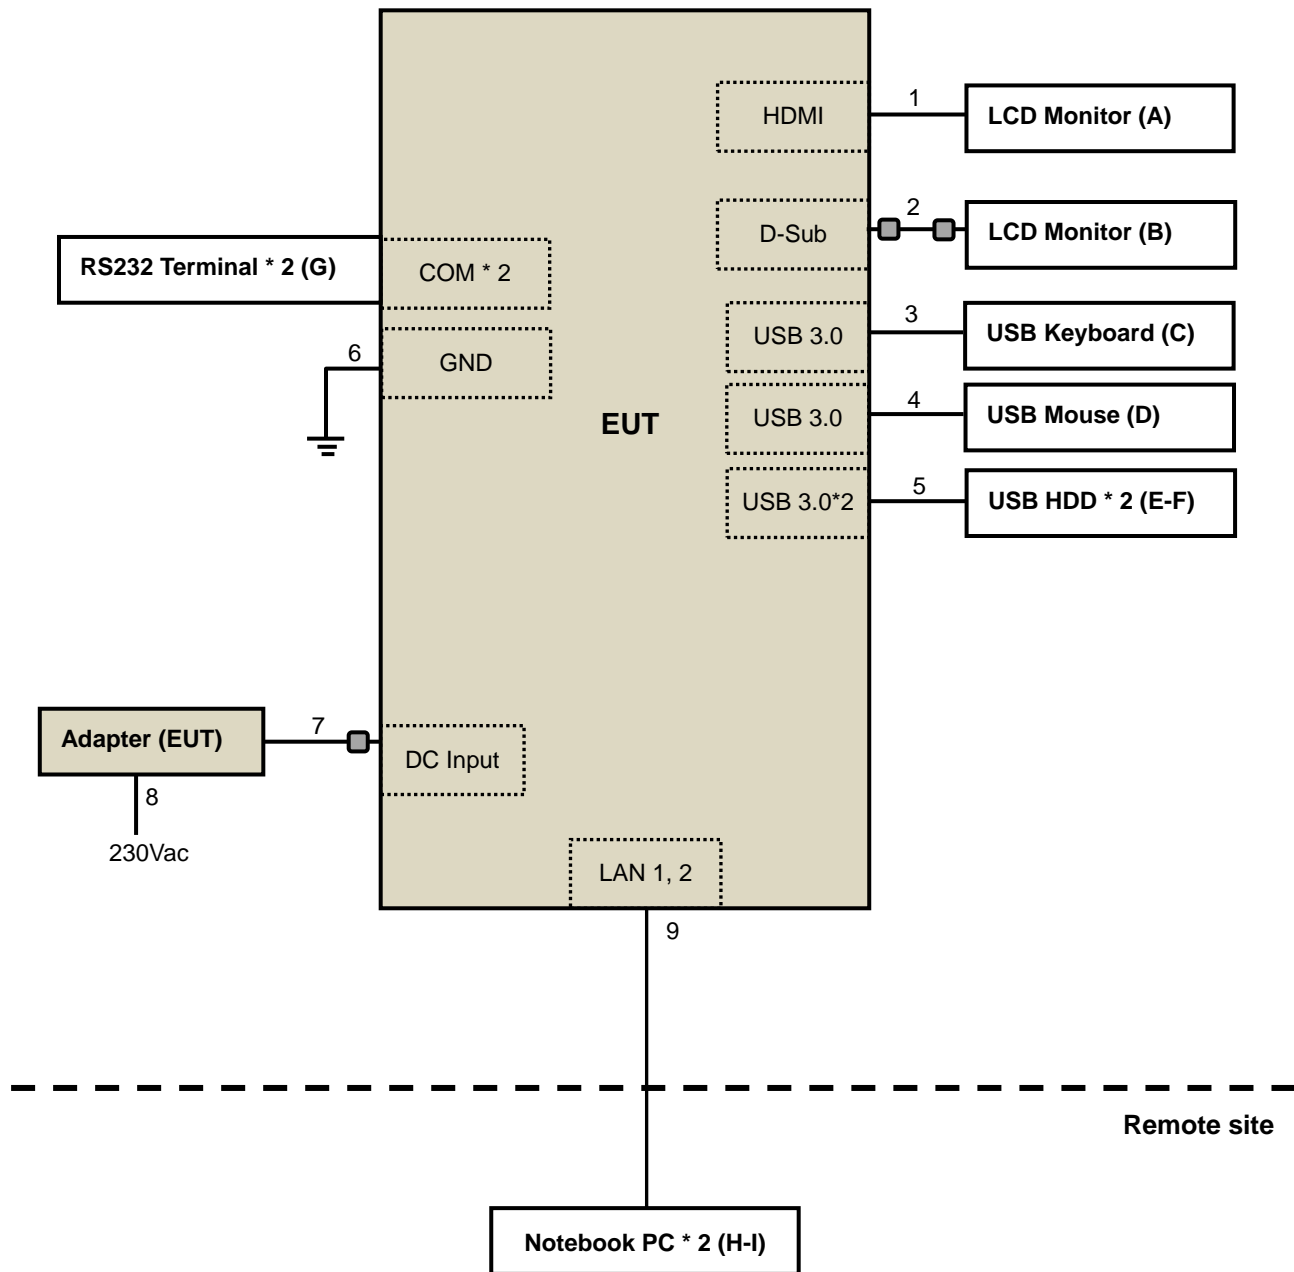 HDMI
1
LCD Monitor (A)
D-Sub
2
LCD Monitor (B)
RS232 Terminal * 2 (G)
COM * 2
USB 3.0
3
USB Keyboard (C)
6
GND
EUT
USB 3.0
4
USB Mouse (D)
USB 3.0*2
5
USB HDD * 2 (E-F)
Adapter (EUT)
7
DC Input
8
230Vac
LAN 1, 2
9
Remote site
Notebook PC * 2 (H-I)